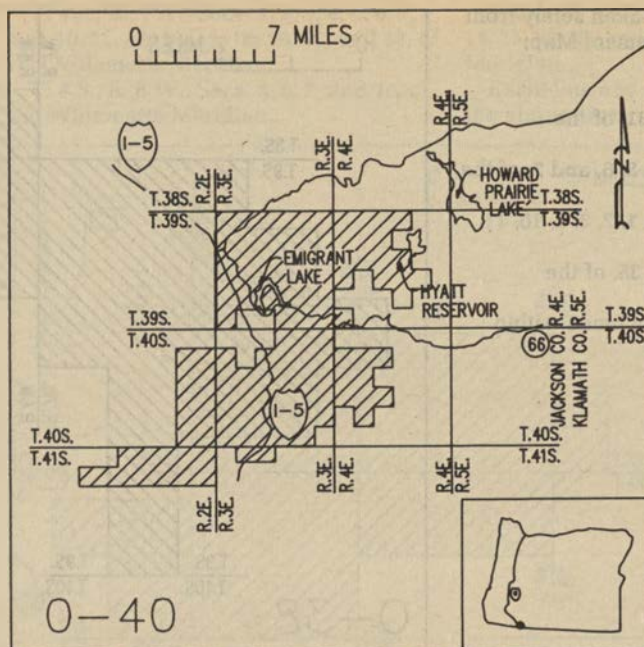 0 7 MILES
I-5
R.2E. R.3E.
R.3E. R.4E.
R.4E. R.5E.
N
T.38S.
T.39S.
HOWARD
PRAIRIE
LAKE
T.38S.
T.39S.
EMIGRANT
LAKE
HYATT
RESERVOIR
T.39S.
T.40S.
66
JACKSON CO. R.4E.
KLAMATH CO. R.5E.
T.39S.
T.40S.
I-5
T.40S.
T.41S.
T.40S.
T.41S.
R.2E. R.3E.
R.3E. R.4E.
R.4E. R.5E.
O-40